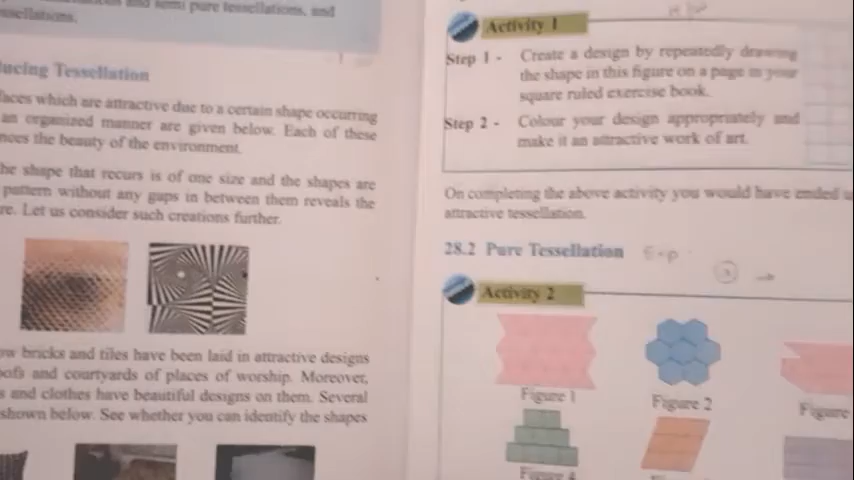 and semi pure tessellations, and
ssellations.
ucing Tessellation
aces which are attractive due to a certain shape occurring
an organized manner are given below. Each of these
nces the beauty of the environment.
he shape that recurs is of one size and the shapes are
pattern without any gaps in between them reveals the
re. Let us consider such creations further.
ow bricks and tiles have been laid in attractive designs
oofs and courtyards of places of worship. Moreover,
s and clothes have beautiful designs on them. Several
shown below. See whether you can identify the shapes
Activity 1
Step 1 - Create a design by repeatedly drawing
the shape in this figure on a page in your
square ruled exercise book.
Step 2 - Colour your design appropriately and
make it an attractive work of art.
On completing the above activity you would have ended u
attractive tessellation.
28.2 Pure Tessellation
Activity 2
Figure 1
Figure 2
Figure
Figure 4